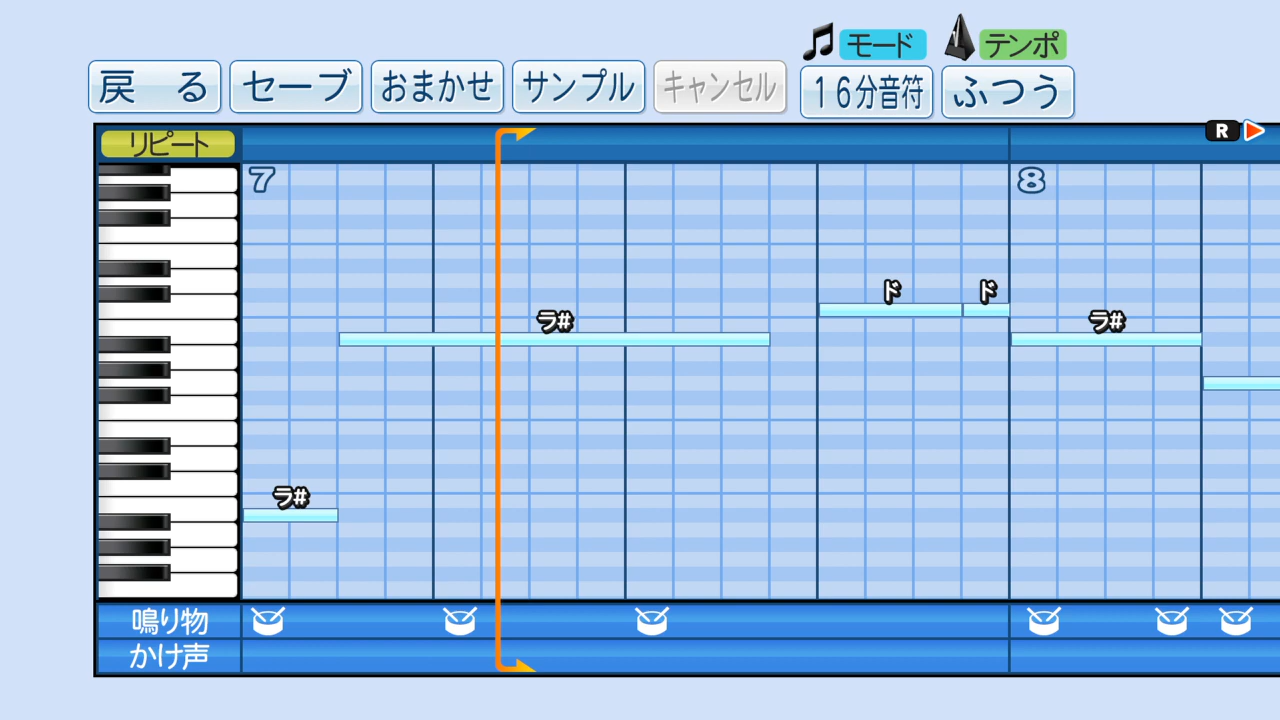 モード テンポ
戻る セーブ おまかせ サンプル キャンセル 16分音符 ふつう
リピート R
7 8
ド ド
ラ# ラ#
ラ#
鳴り物
かけ声